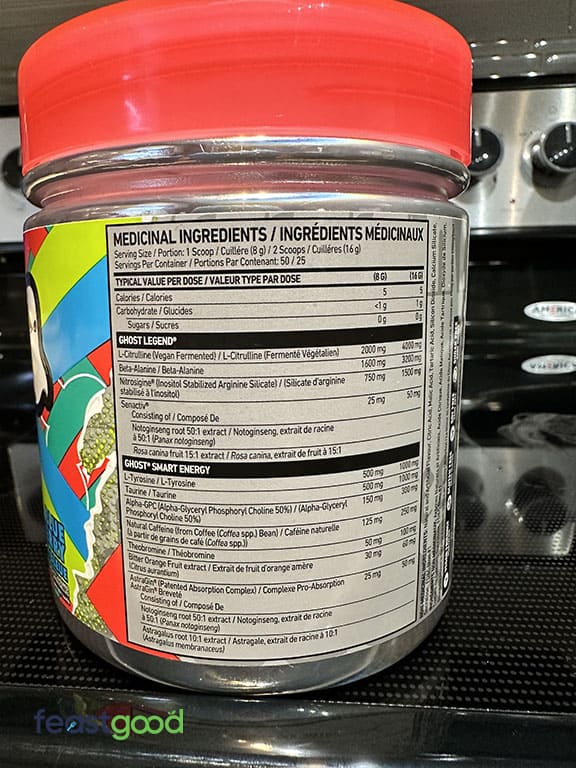 MEDICINAL INGREDIENTS / INGRÉDIENTS MÉDICINAUX
Serving Size / Portion: 1 Scoop / Cuillére (8 g) / 2 Scoops / Cuilléres (16 g)
Servings Per Container / Portions Par Contenant: 50 / 25
TYPICAL VALUE PER DOSE / VALEUR TYPE PAR DOSE (8 G) (16 G)
Calories / Calories 5 5
Carbohydrate / Glucides <1 g 1 g
Sugars / Sucres 0 g 0 g
GHOST LEGEND®
L-Citrulline (Vegan Fermented) / L-Citrulline (Fermenté Végétalien) 2000 mg 4000 mg
Beta-Alanine / Beta-Alanine 1600 mg 3200 mg
Nitrosigine® (Inositol Stabilized Arginine Silicate) / (Silicate d'arginine 750 mg 1500 mg
stabilisé à l'inositol)
Senactiv® 25 mg 50 mg
Consisting of / Composé De
Notoginseng root 50:1 extract / Notoginseng, extrait de racine
à 50:1 (Panax notoginseng)
Rosa canina fruit 15:1 extract / Rosa canina, extrait de fruit à 15:1
GHOST® SMART ENERGY
L-Tyrosine / L-Tyrosine 500 mg 1000 mg
Taurine / Taurine 500 mg 1000 mg
Alpha-GPC (Alpha-Glyceryl Phosphoryl Choline 50%) / (Alpha-Glyceryl 150 mg 300 mg
Phosphoryl Choline 50%)
Natural Caffeine (from Coffee (Coffea spp.) Bean) / Caféine naturelle 125 mg 250 mg
(à partir de grains de café (Coffea spp.))
Theobromine / Théobromine 50 mg 100 mg
Bitter Orange Fruit extract / Extrait de fruit d'orange amère 30 mg 60 mg
(Citrus aurantium)
AstraGin® (Patented Absorption Complex) / Complexe Pro-Absorption 25 mg 50 mg
AstraGin® Breveté
Consisting of / Composé De
Notoginseng root 50:1 extract / Notoginseng, extrait de racine
à 50:1 (Panax notoginseng)
Astragalus root 10:1 extract / Astragale, extrait de racine à 10:1
(Astragalus membranaceus)
feastgood